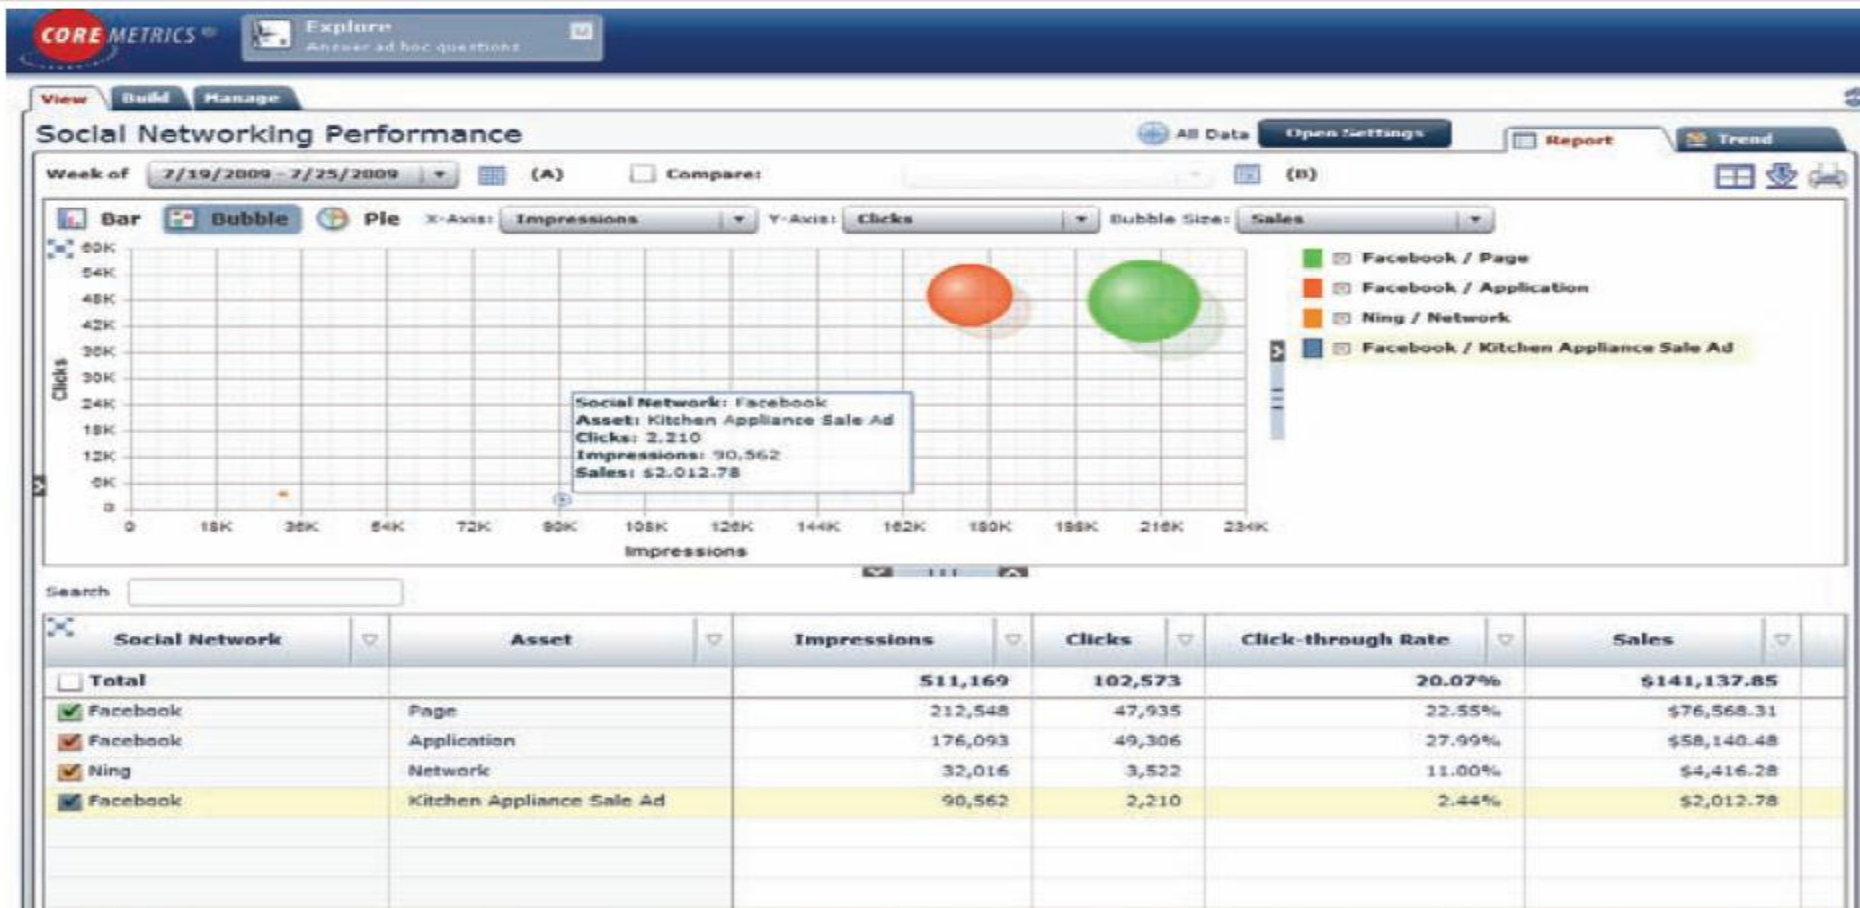 COREMETRICS®
Explore
Answer ad hoc questions
View Build Manage
Social Networking Performance
All Data Open Settings Report Trend
Week of 7/19/2009 - 7/25/2009 (A) Compare: (B)
Bar Bubble Pie X-Axis: Impressions Y-Axis: Clicks Bubble Size: Sales
60K
54K
48K
42K
36K
30K
24K
18K
12K
6K
0
Clicks
0 18K 36K 54K 72K 90K 108K 126K 144K 162K 180K 198K 216K 234K
Impressions
Social Network: Facebook
Asset: Kitchen Appliance Sale Ad
Clicks: 2,210
Impressions: 90,562
Sales: $2,012.78
Facebook / Page
Facebook / Application
Ning / Network
Facebook / Kitchen Appliance Sale Ad
Search
Social Network Asset Impressions Clicks Click-through Rate Sales
Total 511,169 102,573 20.07% $141,137.85
Facebook Page 212,548 47,935 22.55% $76,568.31
Facebook Application 176,093 49,306 27.99% $58,140.48
Ning Network 32,016 3,522 11.00% $4,416.28
Facebook Kitchen Appliance Sale Ad 90,562 2,210 2.44% $2,012.78